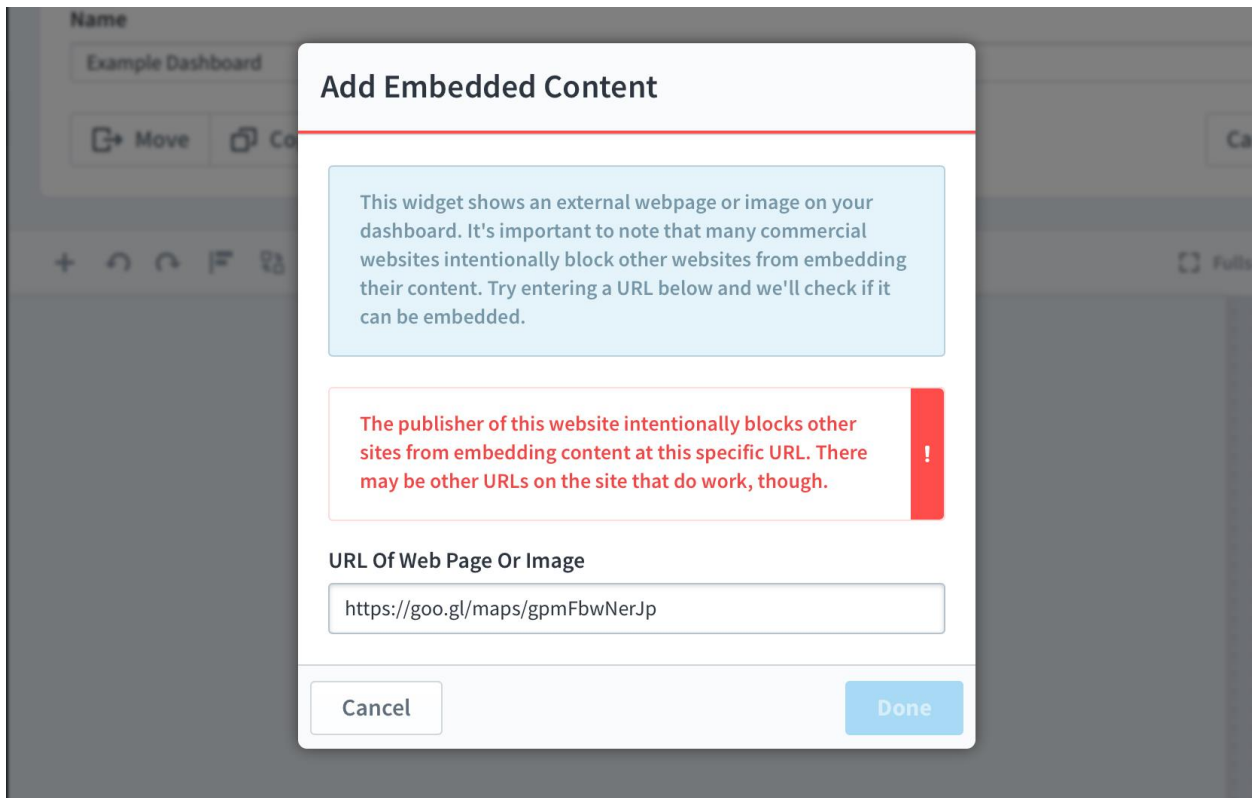 Name
Example Dashboard
Add Embedded Content
Move
This widget shows an external webpage or image on your
dashboard. It's important to note that many commercial
websites intentionally block other websites from embedding
their content. Try entering a URL below and we'll check if it
can be embedded.
The publisher of this website intentionally blocks other
sites from embedding content at this specific URL. There
may be other URLs on the site that do work, though.
!
URL Of Web Page Or Image
https://goo.gl/maps/gpmFbwNerJp
Cancel
Done